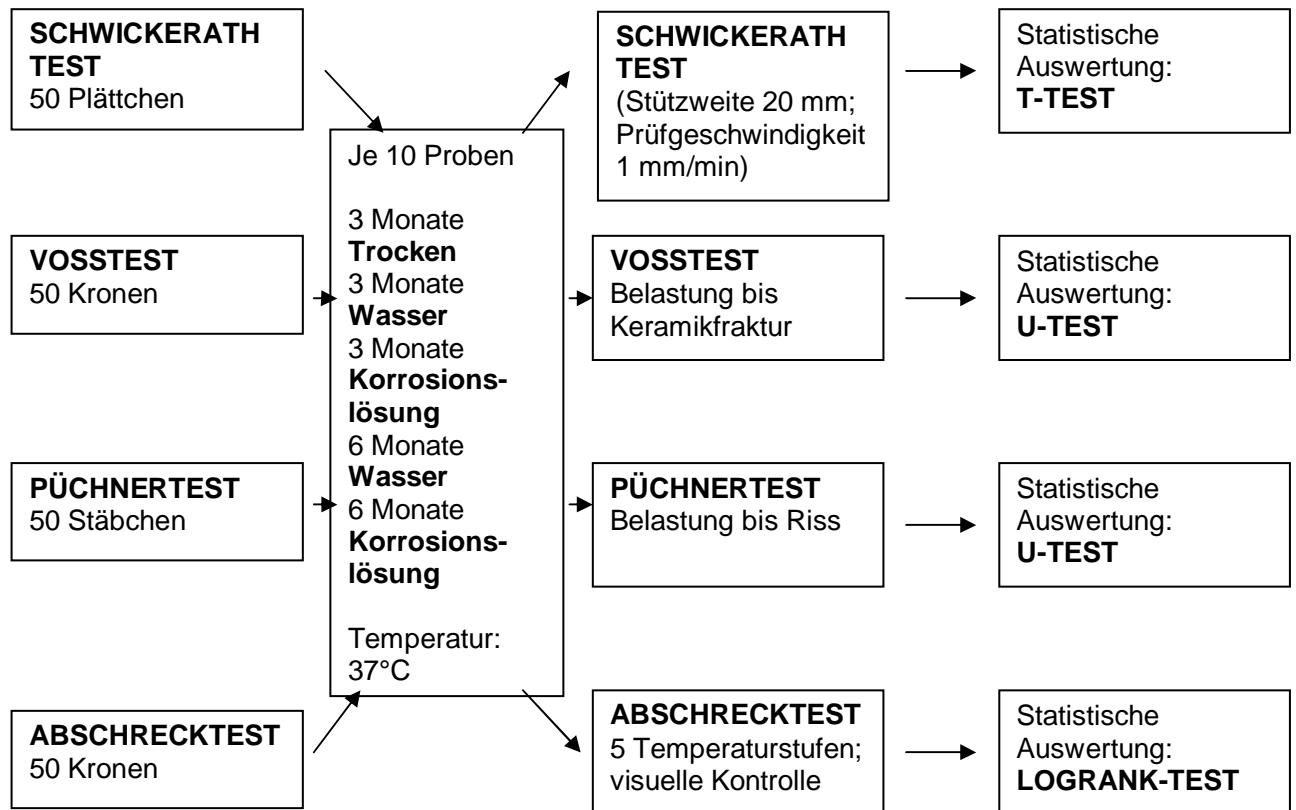 SCHWICKERATH
TEST
50 Plättchen
VOSSTEST
50 Kronen
PÜCHNERTEST
50 Stäbchen
ABSCHRECKTEST
50 Kronen
Je 10 Proben
3 Monate
Trocken
3 Monate
Wasser
3 Monate
Korrosions-
lösung
6 Monate
Wasser
6 Monate
Korrosions-
lösung
Temperatur:
37°C
SCHWICKERATH
TEST
(Stützweite 20 mm;
Prüfgeschwindigkeit
1 mm/min)
VOSSTEST
Belastung bis
Keramikfraktur
PÜCHNERTEST
Belastung bis Riss
ABSCHRECKTEST
5 Temperaturstufen;
visuelle Kontrolle
Statistische
Auswertung:
T-TEST
Statistische
Auswertung:
U-TEST
Statistische
Auswertung:
U-TEST
Statistische
Auswertung:
LOGRANK-TEST